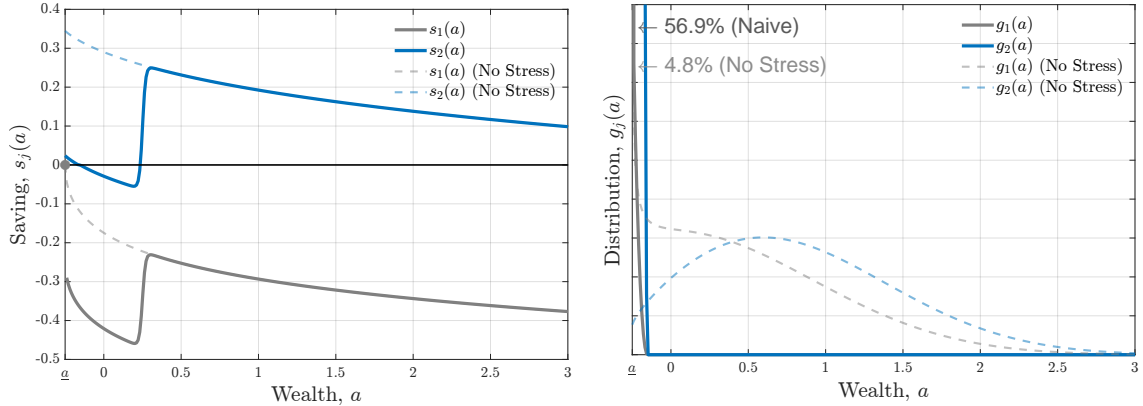 0.4
0.3
0.2
0.1
0
-0.1
-0.2
-0.3
-0.4
-0.5
Saving, s_j(a)
s_1(a)
s_2(a)
s_1(a) (No Stress)
s_2(a) (No Stress)
a 0 0.5 1 1.5 2 2.5 3
Wealth, a
Distribution, g_j(a)
← 56.9% (Naive)
← 4.8% (No Stress)
g_1(a)
g_2(a)
g_1(a) (No Stress)
g_2(a) (No Stress)
a 0 0.5 1 1.5 2 2.5 3
Wealth, a